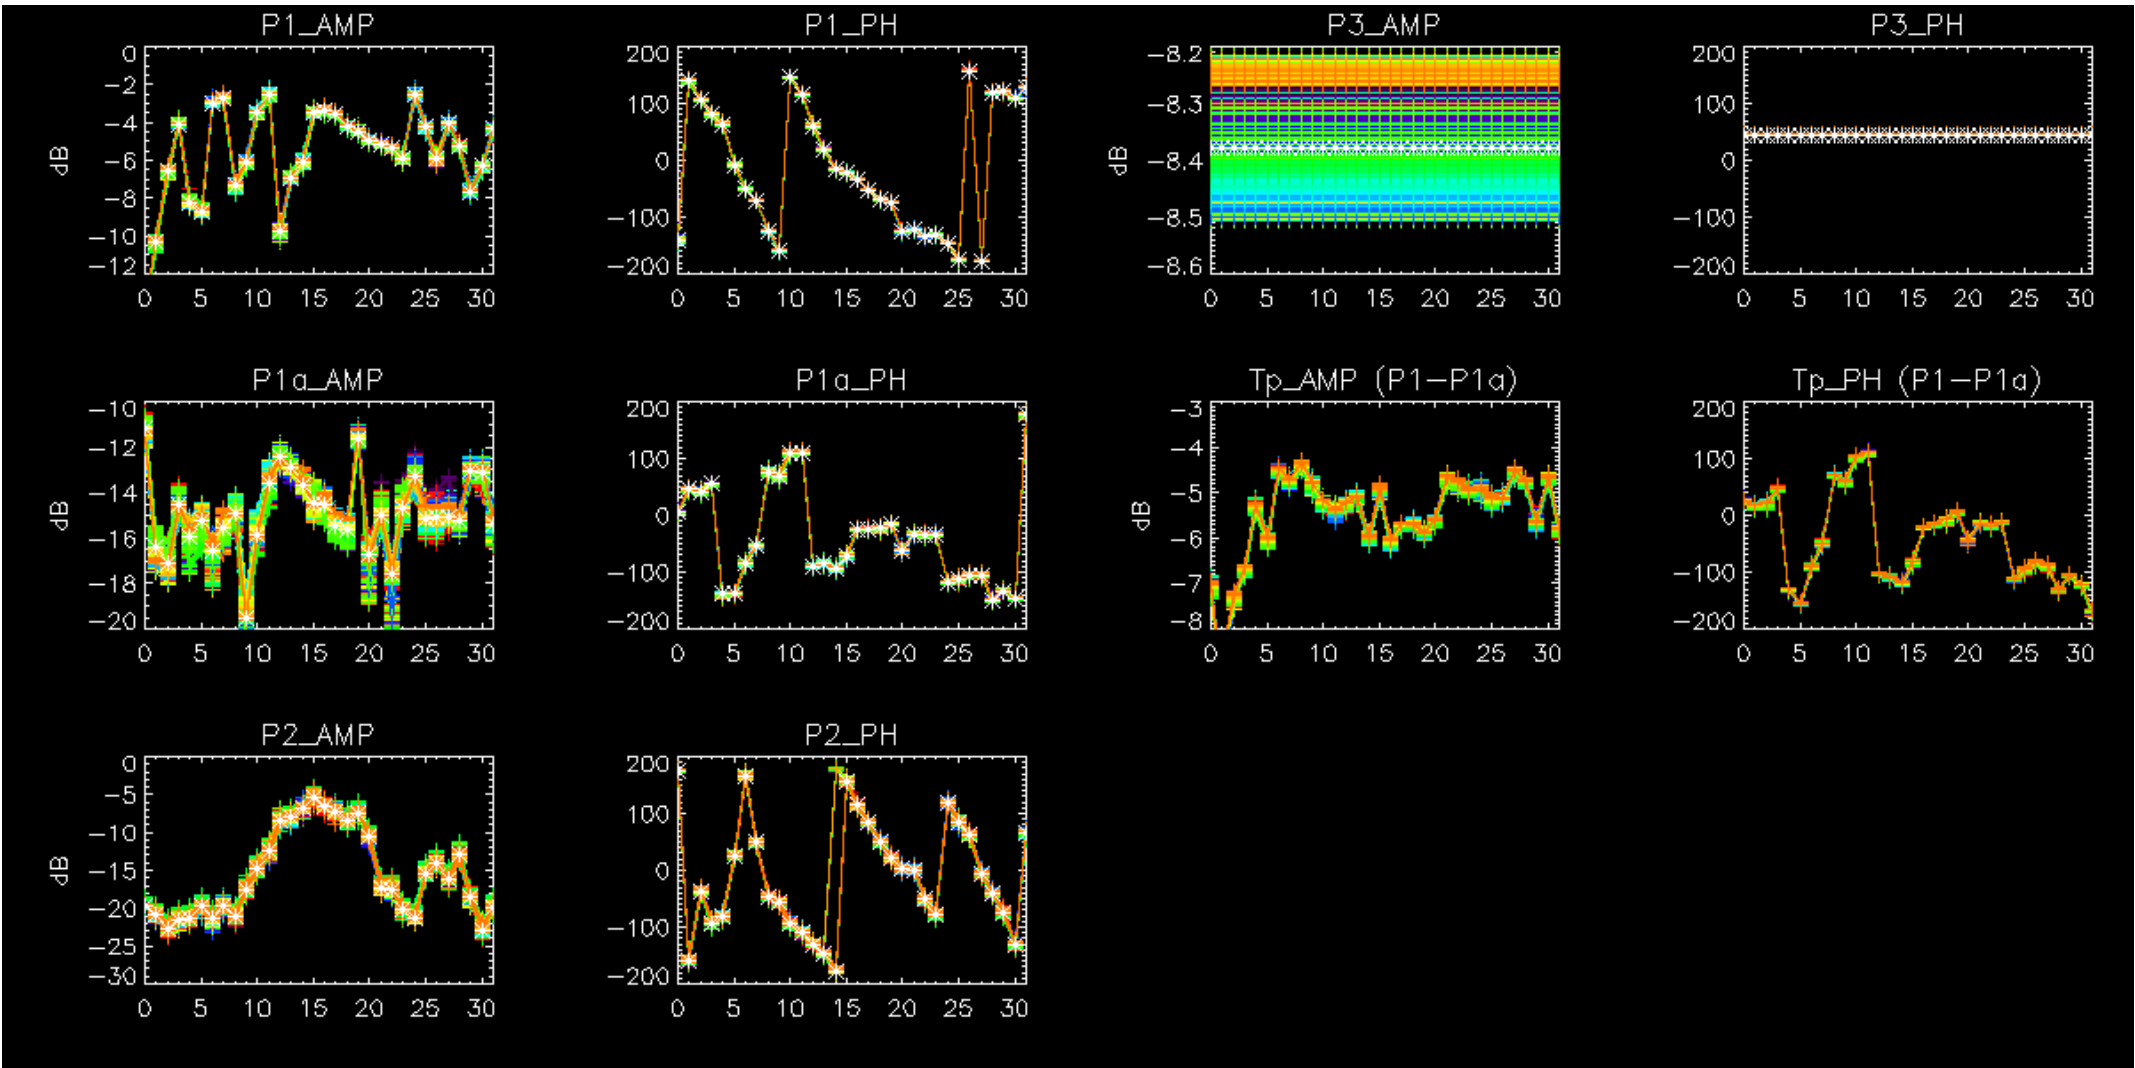 P1_AMP
0
−2
−4
−6
−8
−10
−12
dB
0 5 10 15 20 25 30
P1_PH
200
100
0
−100
−200
0 5 10 15 20 25 30
P3_AMP
−8.2
−8.3
−8.4
−8.5
−8.6
dB
0 5 10 15 20 25 30
P3_PH
200
100
0
−100
−200
0 5 10 15 20 25 30
P1a_AMP
−10
−12
−14
−16
−18
−20
dB
0 5 10 15 20 25 30
P1a_PH
200
100
0
−100
−200
0 5 10 15 20 25 30
Tp_AMP (P1−P1a)
−3
−4
−5
−6
−7
−8
dB
0 5 10 15 20 25 30
Tp_PH (P1−P1a)
200
100
0
−100
−200
0 5 10 15 20 25 30
P2_AMP
0
−5
−10
−15
−20
−25
−30
dB
0 5 10 15 20 25 30
P2_PH
200
100
0
−100
−200
0 5 10 15 20 25 30